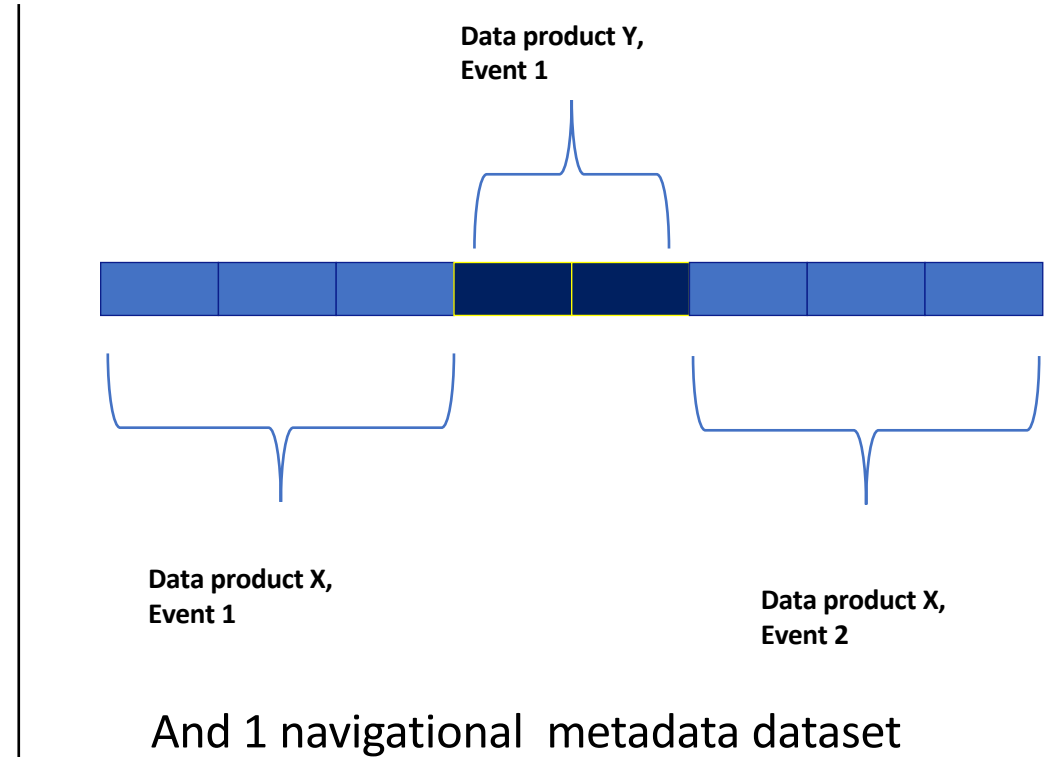 Data product Y,
Event 1
Data product X,
Event 1
Data product X,
Event 2
And 1 navigational  metadata dataset